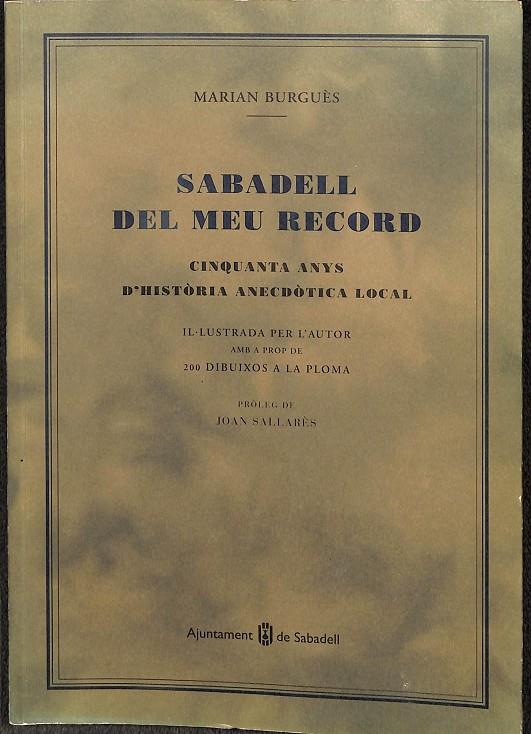 MARIAN BURGUÈS
SABADELL
DEL MEU RECORD
CINQUANTA ANYS
D'HISTÒRIA ANECDÒTICA LOCAL
IL·LUSTRADA PER L'AUTOR
AMB A PROP DE
200 DIBUIXOS A LA PLOMA
PRÒLEG DE
JOAN SALLARÈS
Ajuntament de Sabadell